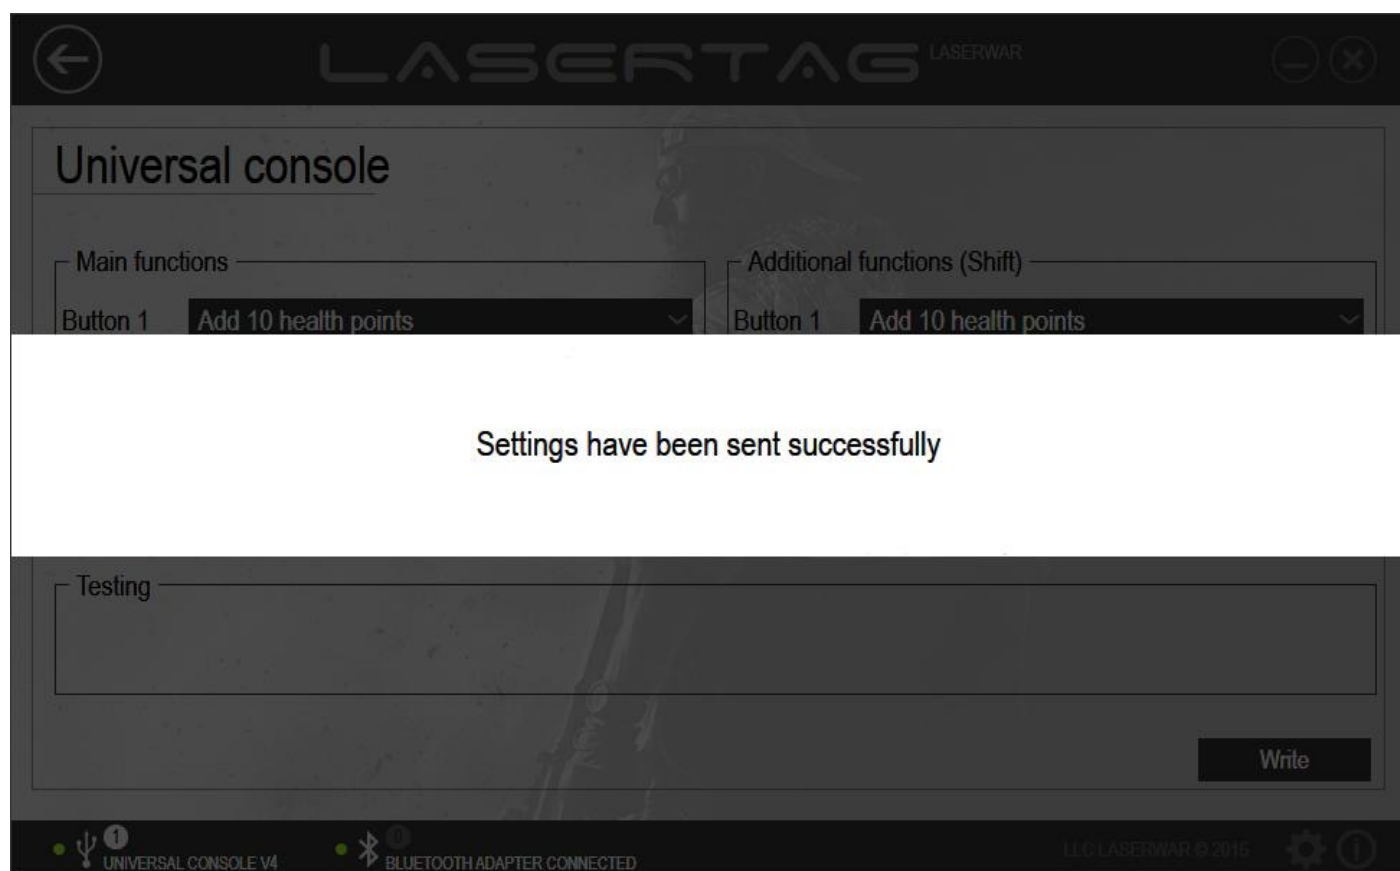 LASERTAG LASERWAR
Universal console
Main functions
Additional functions (Shift)
Button 1 Add 10 health points
Button 1 Add 10 health points
Settings have been sent successfully
Testing
Write
1
UNIVERSAL CONSOLE V4
0
BLUETOOTH ADAPTER CONNECTED
LLC LASERWAR © 2015